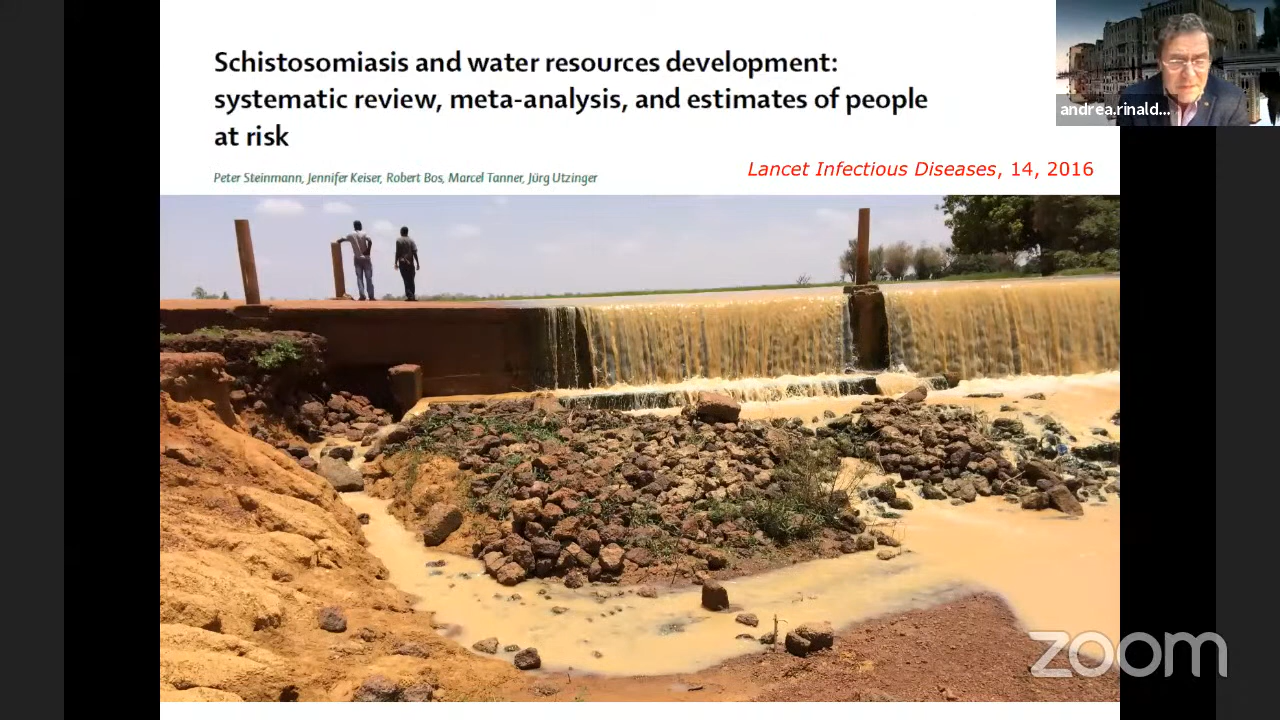 Schistosomiasis and water resources development:
systematic review, meta-analysis, and estimates of people
at risk
Peter Steinmann, Jennifer Keiser, Robert Bos, Marcel Tanner, Jürg Utzinger
Lancet Infectious Diseases, 14, 2016
andrea.rinald...
zoom